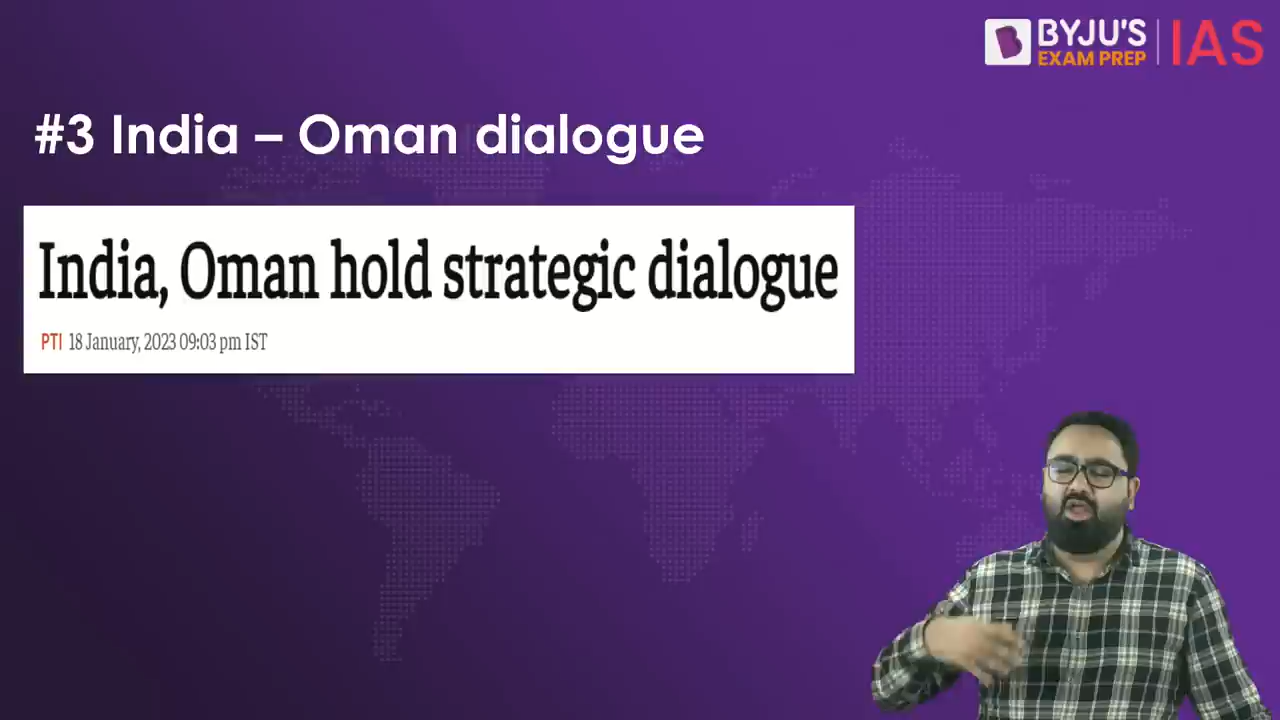 BYJU'S
EXAM PREP
IAS
#3 India – Oman dialogue
India, Oman hold strategic dialogue
PTI 18 January, 2023 09:03 pm IST